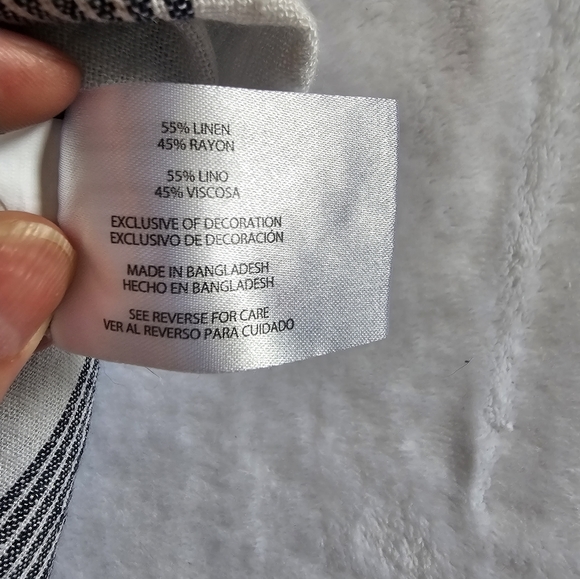 55% LINEN
45% RAYON
55% LINO
45% VISCOSA
EXCLUSIVE OF DECORATION
EXCLUSIVO DE DECORACIÓN
MADE IN BANGLADESH
HECHO EN BANGLADESH
SEE REVERSE FOR CARE
VER AL REVERSO PARA CUIDADO